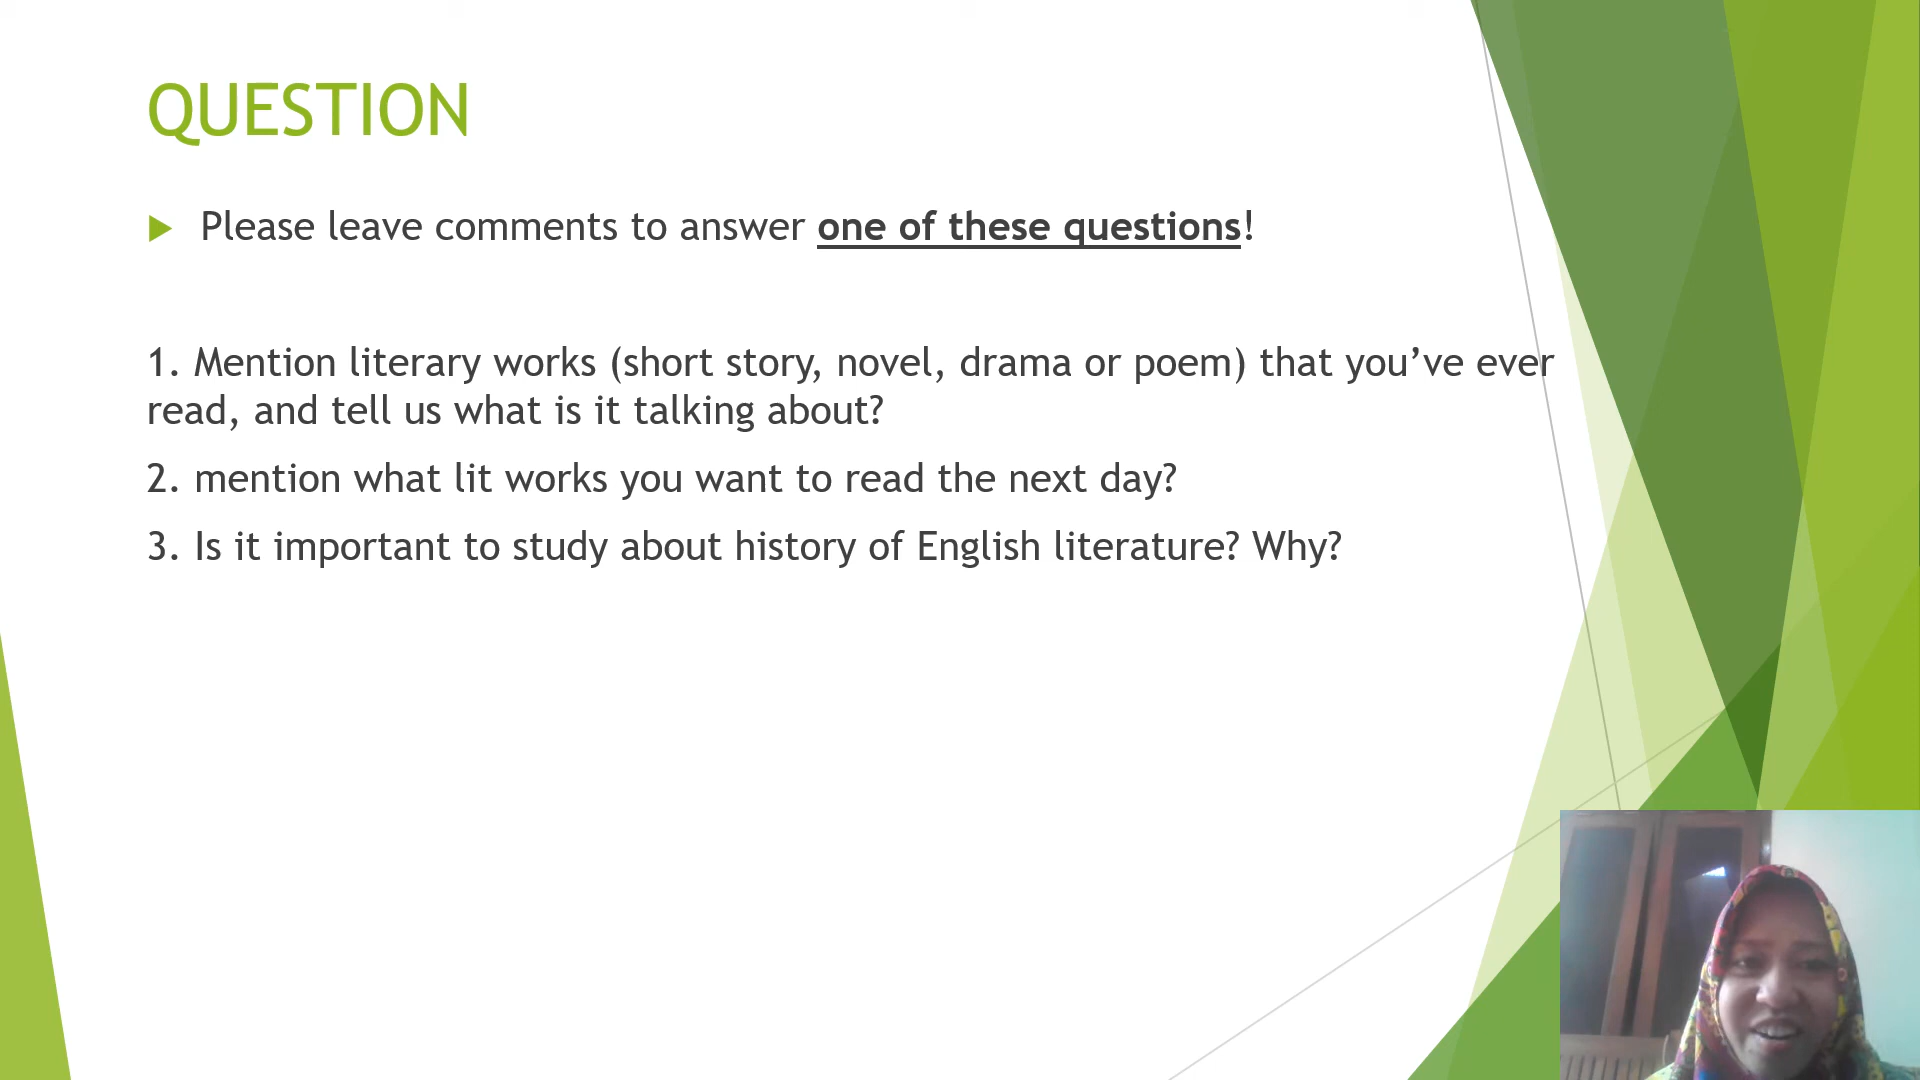 QUESTION
Please leave comments to answer one of these questions!
1. Mention literary works (short story, novel, drama or poem) that you’ve ever
read, and tell us what is it talking about?
2. mention what lit works you want to read the next day?
3. Is it important to study about history of English literature? Why?